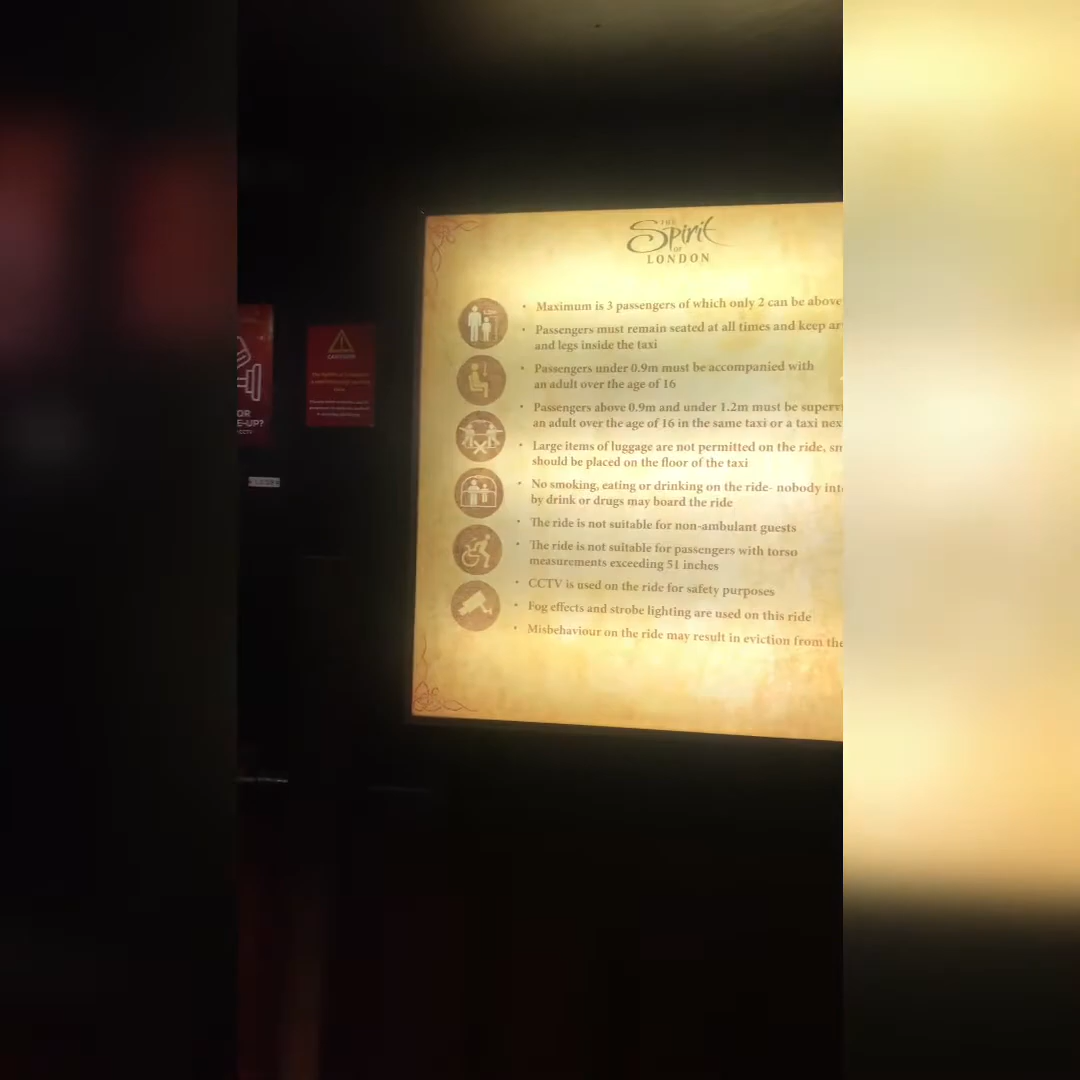 THE
Spirit
OF
LONDON
• Maximum is 3 passengers of which only 2 can be above
• Passengers must remain seated at all times and keep ar
and legs inside the taxi
• Passengers under 0.9m must be accompanied with
an adult over the age of 16
• Passengers above 0.9m and under 1.2m must be supervi
an adult over the age of 16 in the same taxi or a taxi nex
• Large items of luggage are not permitted on the ride, sm
should be placed on the floor of the taxi
• No smoking, eating or drinking on the ride- nobody int
by drink or drugs may board the ride
• The ride is not suitable for non-ambulant guests
• The ride is not suitable for passengers with torso
measurements exceeding 51 inches
• CCTV is used on the ride for safety purposes
• Fog effects and strobe lighting are used on this ride
• Misbehaviour on the ride may result in eviction from the
OR
E-UP?